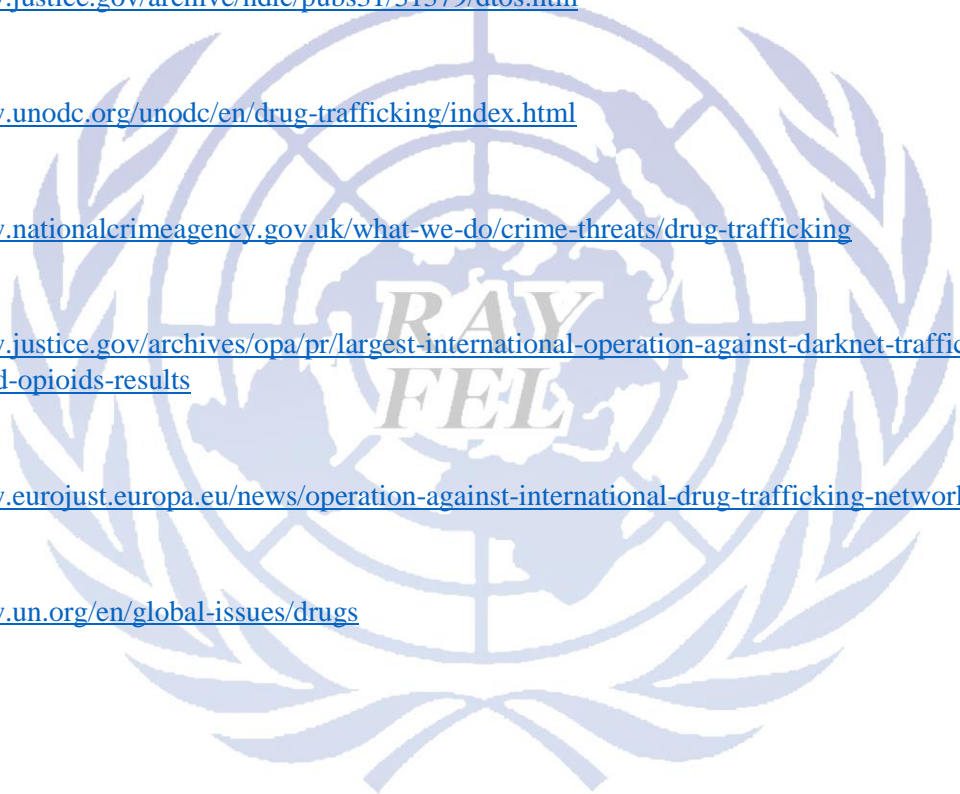 w.justice.gov/archive/ndic/pubs31/31379/dtos.html
w.unodc.org/unodc/en/drug-trafficking/index.html
w.nationalcrimeagency.gov.uk/what-we-do/crime-threats/drug-trafficking
RAY
FEL
w.justice.gov/archives/opa/pr/largest-international-operation-against-darknet-traffic
d-opioids-results
w.eurojust.europa.eu/news/operation-against-international-drug-trafficking-network
w.un.org/en/global-issues/drugs